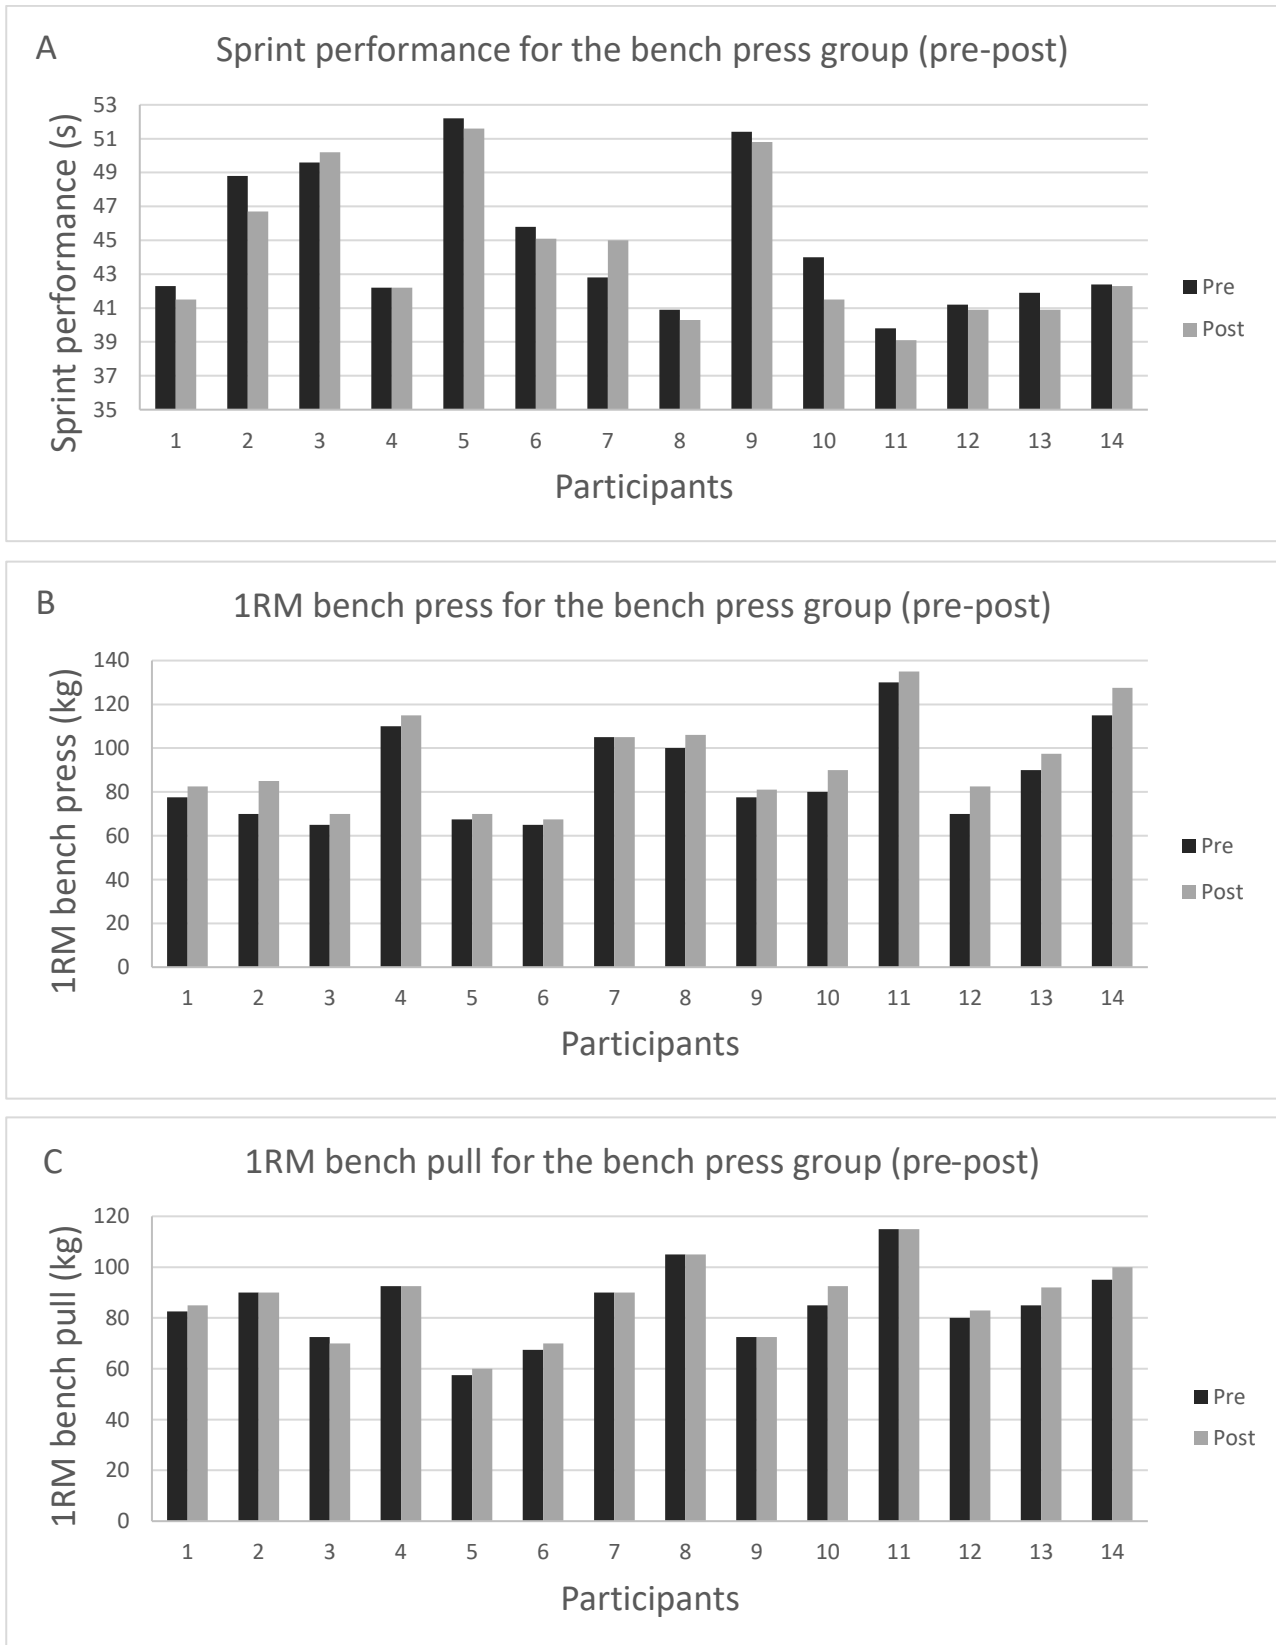 A
Sprint performance for the bench press group (pre-post)
Sprint performance (s)
53
51
49
47
45
43
41
39
37
35
1 2 3 4 5 6 7 8 9 10 11 12 13 14
Participants
Pre
Post
B
1RM bench press for the bench press group (pre-post)
1RM bench press (kg)
140
120
100
80
60
40
20
0
1 2 3 4 5 6 7 8 9 10 11 12 13 14
Participants
Pre
Post
C
1RM bench pull for the bench press group (pre-post)
1RM bench pull (kg)
120
100
80
60
40
20
0
1 2 3 4 5 6 7 8 9 10 11 12 13 14
Participants
Pre
Post